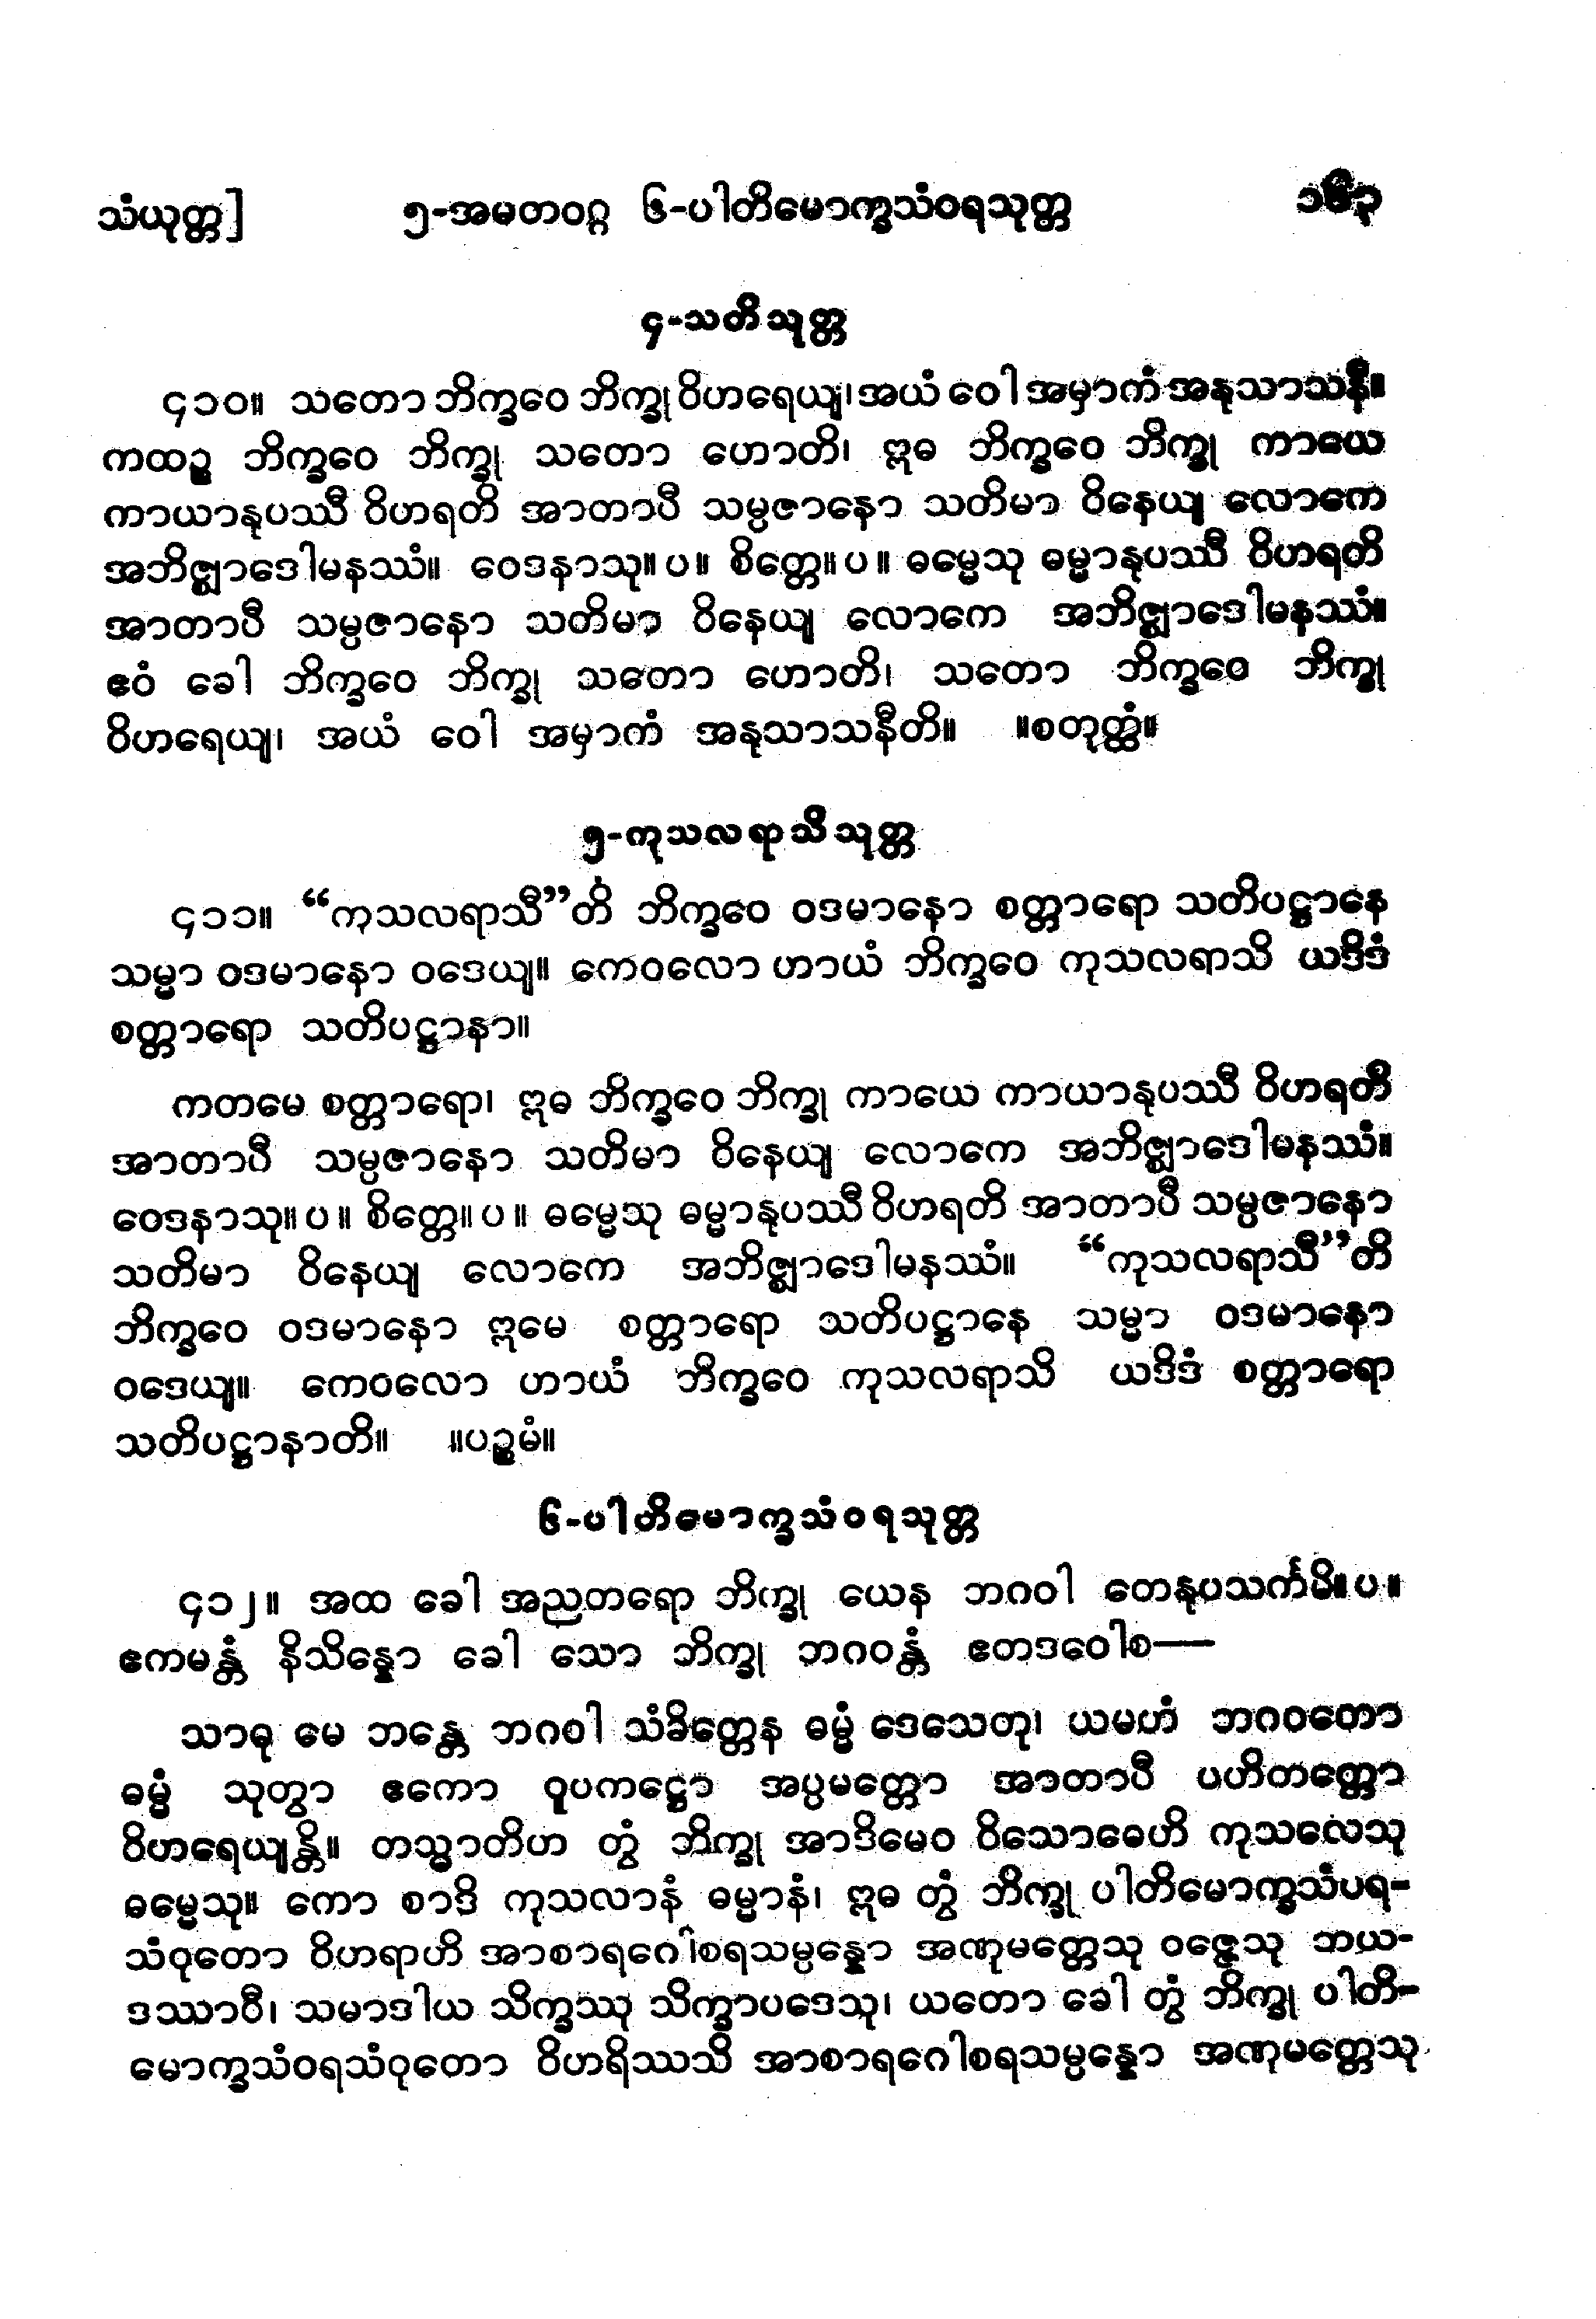 သံယုတ္တ] ၅-အမတဝဂ္ဂ ၆-ပါတိမောက္ခသံဝရသုတ္တ
၄-သတိသုတ္တ
၄၁၀။ သတော ဘိက္ခဝေ ဘိက္ခု ဝိဟရေယျ၊ အယံ ဝေါ အမှာကံ အနုသာသနီ။
ကထဉ္စ ဘိက္ခဝေ ဘိက္ခု သတော ဟောတိ၊ ဣဓ ဘိက္ခဝေ ဘိက္ခု ကာယေ
ကာယာနုပဿီ ဝိဟရတိ အာတာပီ သမ္ပဇာနော သတိမာ ဝိနေယျ လောကေ
အဘိဇ္ဈာဒေါမနဿံ။ ဝေဒနာသု။ပ။ စိတ္တေ။ပ။ ဓမ္မေသု ဓမ္မာနုပဿီ ဝိဟရတိ
အာတာပီ သမ္ပဇာနော သတိမာ ဝိနေယျ လောကေ အဘိဇ္ဈာဒေါမနဿံ။
ဧဝံ ခေါ ဘိက္ခဝေ ဘိက္ခု သတော ဟောတိ၊ သတော ဘိက္ခဝေ ဘိက္ခု
ဝိဟရေယျ၊ အယံ ဝေါ အမှာကံ အနုသာသနီတိ။ ။စတုတ္ထံ။
၅-ကုသလရာသိသုတ္တ
၄၁၁။ “ကုသလရာသီ”တိ ဘိက္ခဝေ ဝဒမာနော စတ္တာရော သတိပဋ္ဌာနေ
သမ္မာ ဝဒမာနော ဝဒေယျ။ ကေဝလော ဟာယံ ဘိက္ခဝေ ကုသလရာသိ ယဒိဒံ
စတ္တာရော သတိပဋ္ဌာနာ။
ကတမေ စတ္တာရော၊ ဣဓ ဘိက္ခဝေ ဘိက္ခု ကာယေ ကာယာနုပဿီ ဝိဟရတိ
အာတာပီ သမ္ပဇာနော သတိမာ ဝိနေယျ လောကေ အဘိဇ္ဈာဒေါမနဿံ။
ဝေဒနာသု။ပ။ စိတ္တေ။ပ။ ဓမ္မေသု ဓမ္မာနုပဿီ ဝိဟရတိ အာတာပီ သမ္ပဇာနော
သတိမာ ဝိနေယျ လောကေ အဘိဇ္ဈာဒေါမနဿံ။ “ကုသလရာသီ”တိ
ဘိက္ခဝေ ဝဒမာနော ဣမေ စတ္တာရော သတိပဋ္ဌာနေ သမ္မာ ဝဒမာနော
ဝဒေယျ။ ကေဝလော ဟာယံ ဘိက္ခဝေ ကုသလရာသိ ယဒိဒံ စတ္တာရော
သတိပဋ္ဌာနာတိ။ ။ပဉ္စမံ။
၆-ပါတိမောက္ခသံဝရသုတ္တ
၄၁၂။ အထ ခေါ အညတရော ဘိက္ခု ယေန ဘဂဝါ တေနုပသင်္ကမိ။ပ။
ဧကမန္တံ နိသိန္နော ခေါ သော ဘိက္ခု ဘဂဝန္တံ ဧတဒဝေါစ—
သာဓု မေ ဘန္တေ ဘဂဝါ သံခိတ္တေန ဓမ္မံ ဒေသေတု၊ ယမဟံ ဘဂဝတော
ဓမ္မံ သုတွာ ဧကော ဝူပကဋ္ဌော အပ္ပမတ္တော အာတာပီ ပဟိတတ္တော
ဝိဟရေယျန္တိ။ တသ္မာတိဟ တွံ ဘိက္ခု အာဒိမေဝ ဝိသောဓေဟိ ကုသလေသု
ဓမ္မေသု။ ကော စာဒိ ကုသလာနံ ဓမ္မာနံ၊ ဣဓ တွံ ဘိက္ခု ပါတိမောက္ခသံဝရ-
သံဝုတော ဝိဟရာဟိ အာစာရဂေါစရသမ္ပန္နော အဏုမတ္တေသု ဝဇ္ဇေသု ဘယ-
ဒဿာဝီ၊ သမာဒါယ သိက္ခဿု သိက္ခာပဒေသု၊ ယတော ခေါ တွံ ဘိက္ခု ပါတိ-
မောက္ခသံဝရသံဝုတော ဝိဟရိဿသိ အာစာရဂေါစရသမ္ပန္နော အဏုမတ္တေသု